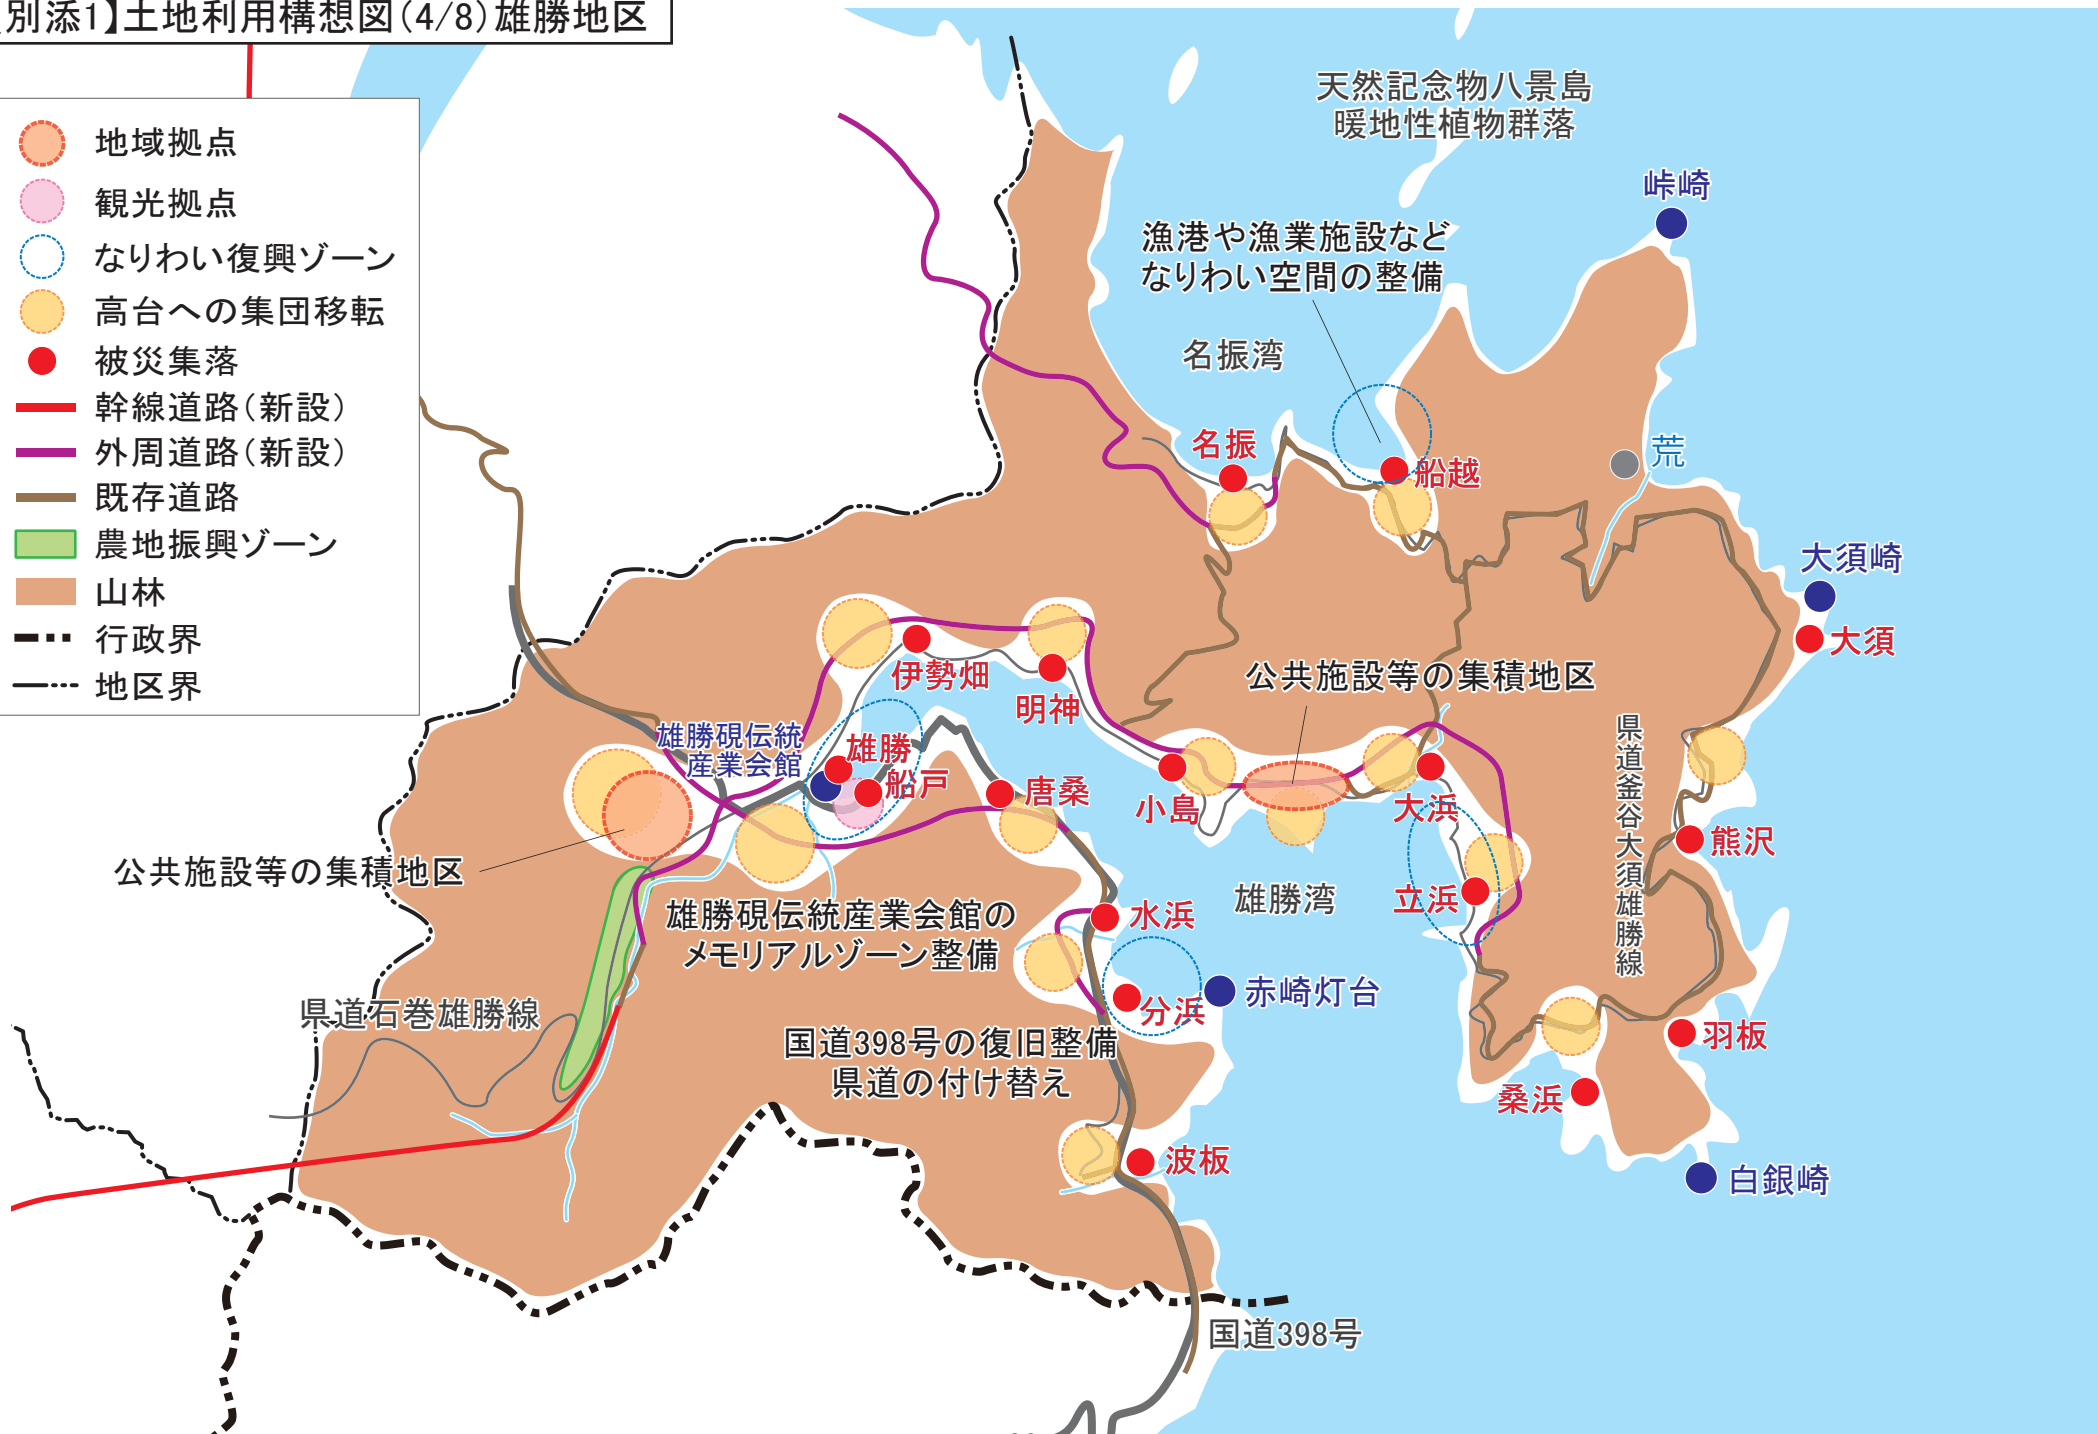 別添1】土地利用構想図(4/8)雄勝地区
地域拠点
観光拠点
なりわい復興ゾーン
高台への集団移転
被災集落
幹線道路(新設)
外周道路(新設)
既存道路
農地振興ゾーン
山林
行政界
地区界
天然記念物八景島
暖地性植物群落
峠崎
漁港や漁業施設など
なりわい空間の整備
名振湾
名振
船越
荒
大須崎
大須
伊勢畑
明神
公共施設等の集積地区
県道釜谷大須雄勝線
雄勝硯伝統
産業会館
雄勝
船戸
唐桑
小島
大浜
熊沢
公共施設等の集積地区
雄勝硯伝統産業会館の
メモリアルゾーン整備
水浜
雄勝湾
立浜
赤崎灯台
分浜
県道石巻雄勝線
国道398号の復旧整備
県道の付け替え
羽板
桑浜
波板
白銀崎
国道398号